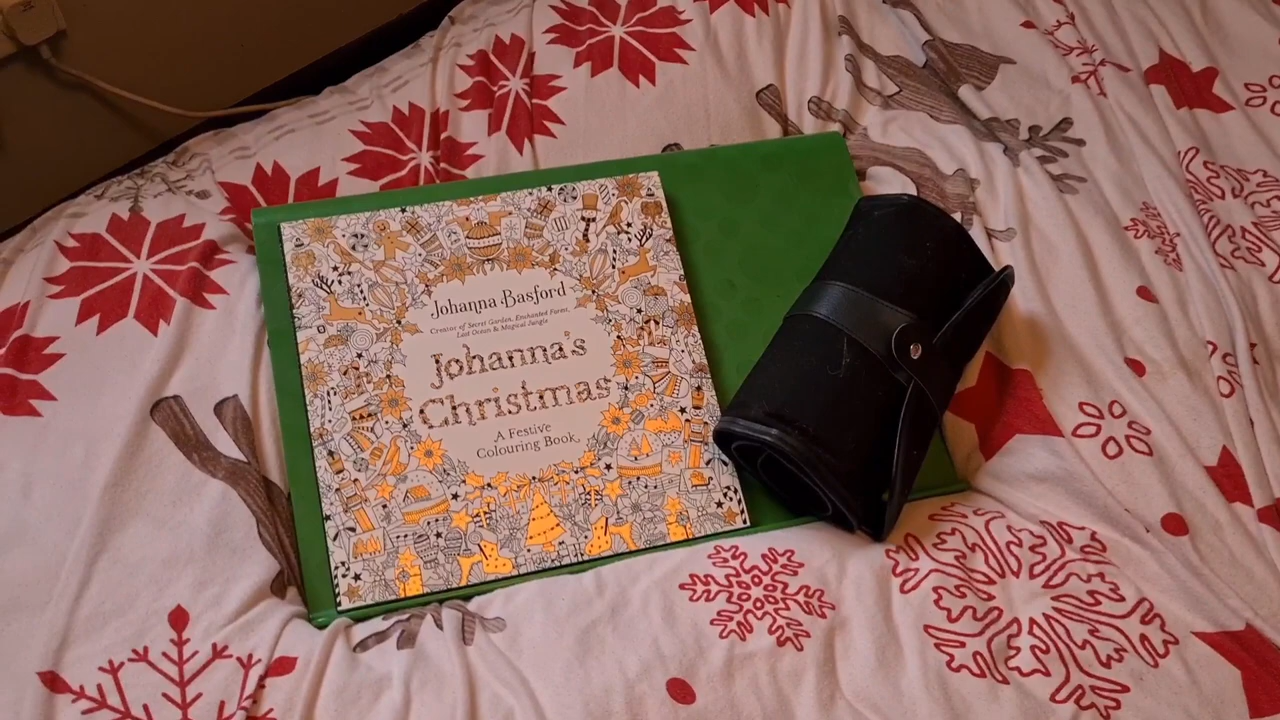 Johanna Basford
Creator of Secret Garden, Enchanted Forest,
Lost Ocean & Magical Jungle
Johanna's
Christmas
A Festive
Colouring Book